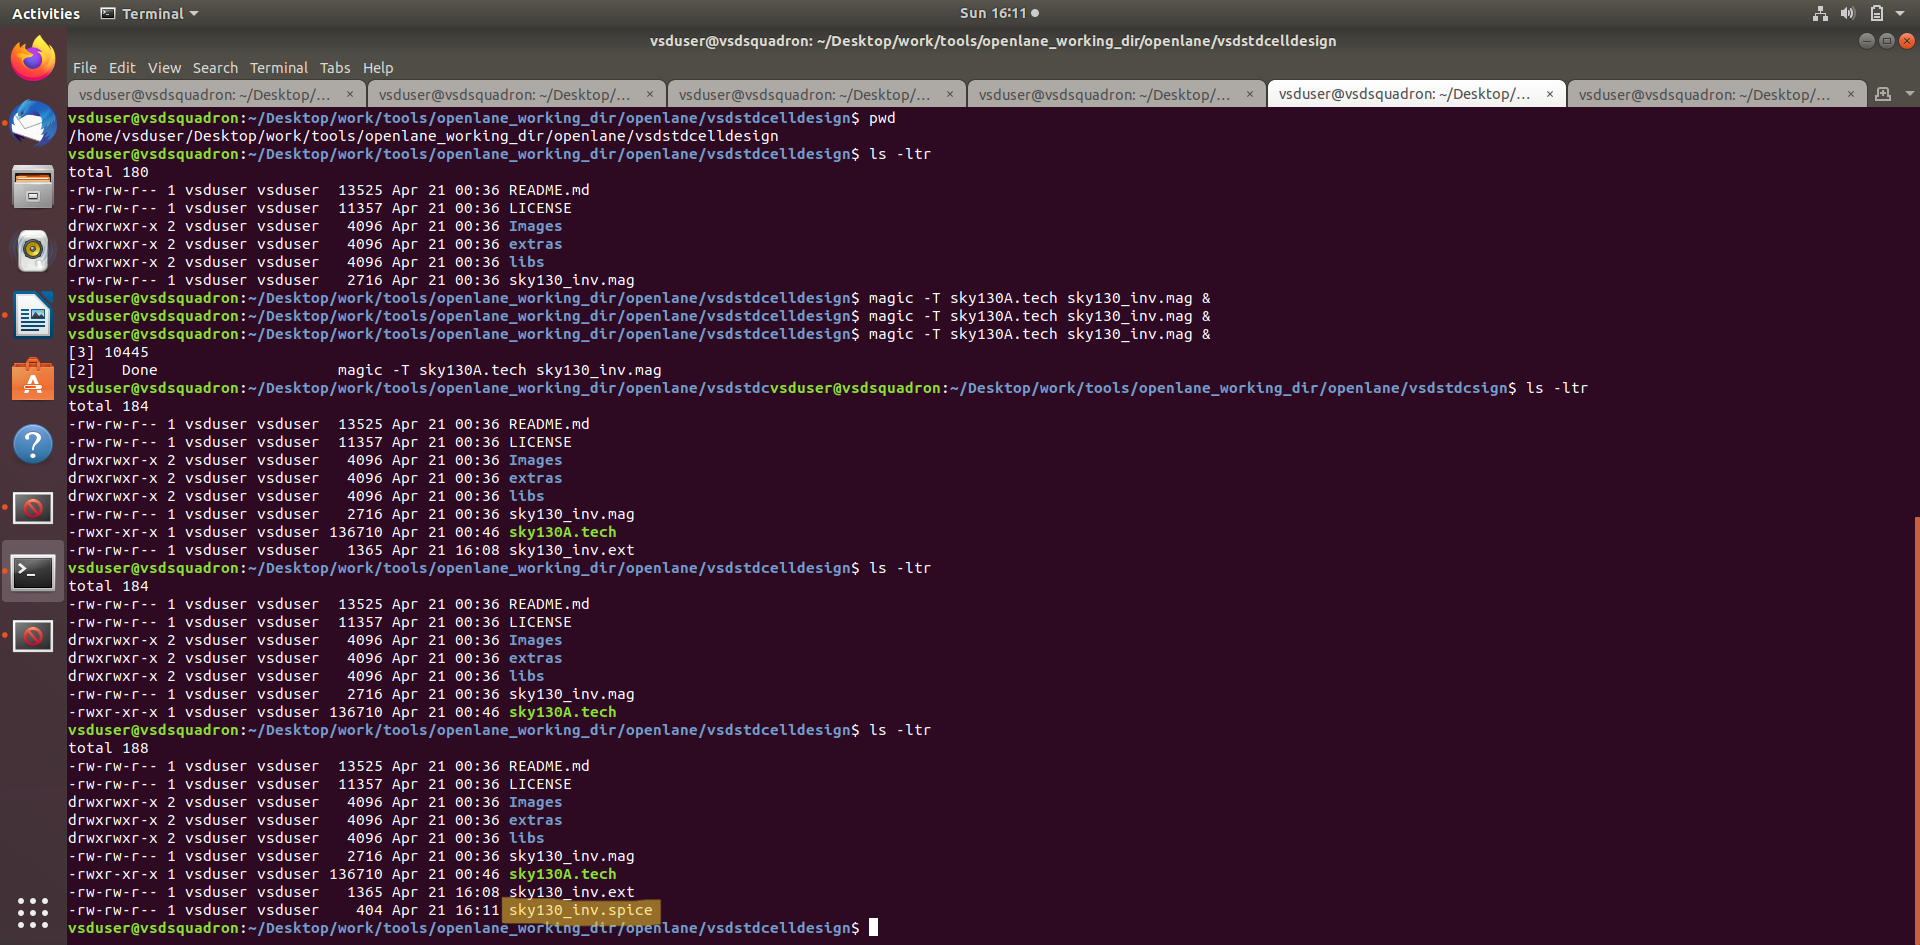 Activities Terminal Sun 16:11
vsduser@vsdsquadron: ~/Desktop/work/tools/openlane_working_dir/openlane/vsdstdcelldesign
File Edit View Search Terminal Tabs Help
vsduser@vsdsquadron: ~/Desktop/... × vsduser@vsdsquadron: ~/Desktop/... × vsduser@vsdsquadron: ~/Desktop/... × vsduser@vsdsquadron: ~/Desktop/... × vsduser@vsdsquadron: ~/Desktop/... × vsduser@vsdsquadron: ~/Desktop/... ×
vsduser@vsdsquadron:~/Desktop/work/tools/openlane_working_dir/openlane/vsdstdcelldesign$ pwd
/home/vsduser/Desktop/work/tools/openlane_working_dir/openlane/vsdstdcelldesign
vsduser@vsdsquadron:~/Desktop/work/tools/openlane_working_dir/openlane/vsdstdcelldesign$ ls -ltr
total 180
-rw-rw-r-- 1 vsduser vsduser  13525 Apr 21 00:36 README.md
-rw-rw-r-- 1 vsduser vsduser  11357 Apr 21 00:36 LICENSE
drwxrwxr-x 2 vsduser vsduser   4096 Apr 21 00:36 Images
drwxrwxr-x 2 vsduser vsduser   4096 Apr 21 00:36 extras
drwxrwxr-x 2 vsduser vsduser   4096 Apr 21 00:36 libs
-rw-rw-r-- 1 vsduser vsduser   2716 Apr 21 00:36 sky130_inv.mag
vsduser@vsdsquadron:~/Desktop/work/tools/openlane_working_dir/openlane/vsdstdcelldesign$ magic -T sky130A.tech sky130_inv.mag &
vsduser@vsdsquadron:~/Desktop/work/tools/openlane_working_dir/openlane/vsdstdcelldesign$ magic -T sky130A.tech sky130_inv.mag &
vsduser@vsdsquadron:~/Desktop/work/tools/openlane_working_dir/openlane/vsdstdcelldesign$ magic -T sky130A.tech sky130_inv.mag &
[3] 10445
[2]   Done                    magic -T sky130A.tech sky130_inv.mag
vsduser@vsdsquadron:~/Desktop/work/tools/openlane_working_dir/openlane/vsdstdcvsduser@vsdsquadron:~/Desktop/work/tools/openlane_working_dir/openlane/vsdstdcsign$ ls -ltr
total 184
-rw-rw-r-- 1 vsduser vsduser  13525 Apr 21 00:36 README.md
-rw-rw-r-- 1 vsduser vsduser  11357 Apr 21 00:36 LICENSE
drwxrwxr-x 2 vsduser vsduser   4096 Apr 21 00:36 Images
drwxrwxr-x 2 vsduser vsduser   4096 Apr 21 00:36 extras
drwxrwxr-x 2 vsduser vsduser   4096 Apr 21 00:36 libs
-rw-rw-r-- 1 vsduser vsduser   2716 Apr 21 00:36 sky130_inv.mag
-rwxr-xr-x 1 vsduser vsduser 136710 Apr 21 00:46 sky130A.tech
-rw-rw-r-- 1 vsduser vsduser   1365 Apr 21 16:08 sky130_inv.ext
vsduser@vsdsquadron:~/Desktop/work/tools/openlane_working_dir/openlane/vsdstdcelldesign$ ls -ltr
total 184
-rw-rw-r-- 1 vsduser vsduser  13525 Apr 21 00:36 README.md
-rw-rw-r-- 1 vsduser vsduser  11357 Apr 21 00:36 LICENSE
drwxrwxr-x 2 vsduser vsduser   4096 Apr 21 00:36 Images
drwxrwxr-x 2 vsduser vsduser   4096 Apr 21 00:36 extras
drwxrwxr-x 2 vsduser vsduser   4096 Apr 21 00:36 libs
-rw-rw-r-- 1 vsduser vsduser   2716 Apr 21 00:36 sky130_inv.mag
-rwxr-xr-x 1 vsduser vsduser 136710 Apr 21 00:46 sky130A.tech
vsduser@vsdsquadron:~/Desktop/work/tools/openlane_working_dir/openlane/vsdstdcelldesign$ ls -ltr
total 188
-rw-rw-r-- 1 vsduser vsduser  13525 Apr 21 00:36 README.md
-rw-rw-r-- 1 vsduser vsduser  11357 Apr 21 00:36 LICENSE
drwxrwxr-x 2 vsduser vsduser   4096 Apr 21 00:36 Images
drwxrwxr-x 2 vsduser vsduser   4096 Apr 21 00:36 extras
drwxrwxr-x 2 vsduser vsduser   4096 Apr 21 00:36 libs
-rw-rw-r-- 1 vsduser vsduser   2716 Apr 21 00:36 sky130_inv.mag
-rwxr-xr-x 1 vsduser vsduser 136710 Apr 21 00:46 sky130A.tech
-rw-rw-r-- 1 vsduser vsduser   1365 Apr 21 16:08 sky130_inv.ext
-rw-rw-r-- 1 vsduser vsduser    404 Apr 21 16:11 sky130_inv.spice
vsduser@vsdsquadron:~/Desktop/work/tools/openlane_working_dir/openlane/vsdstdcelldesign$